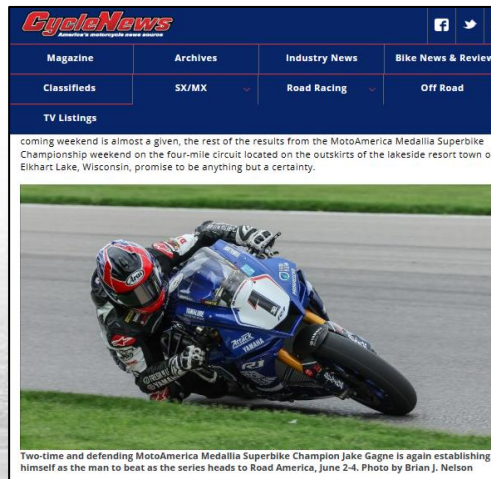 CycleNews
America's motorcycle news source
Magazine
Archives
Industry News
Bike News & Review
Classifieds
SX/MX
Road Racing
Off Road
TV Listings
coming weekend is almost a given, the rest of the results from the MotoAmerica Medallia Superbike
Championship weekend on the four-mile circuit located on the outskirts of the lakeside resort town o
Elkhart Lake, Wisconsin, promise to be anything but a certainty.
Arai
1
YAMALUBE
Attack
YAMAHA
R1
Two-time and defending MotoAmerica Medallia Superbike Champion Jake Gagne is again establishing
himself as the man to beat as the series heads to Road America, June 2-4. Photo by Brian J. Nelson